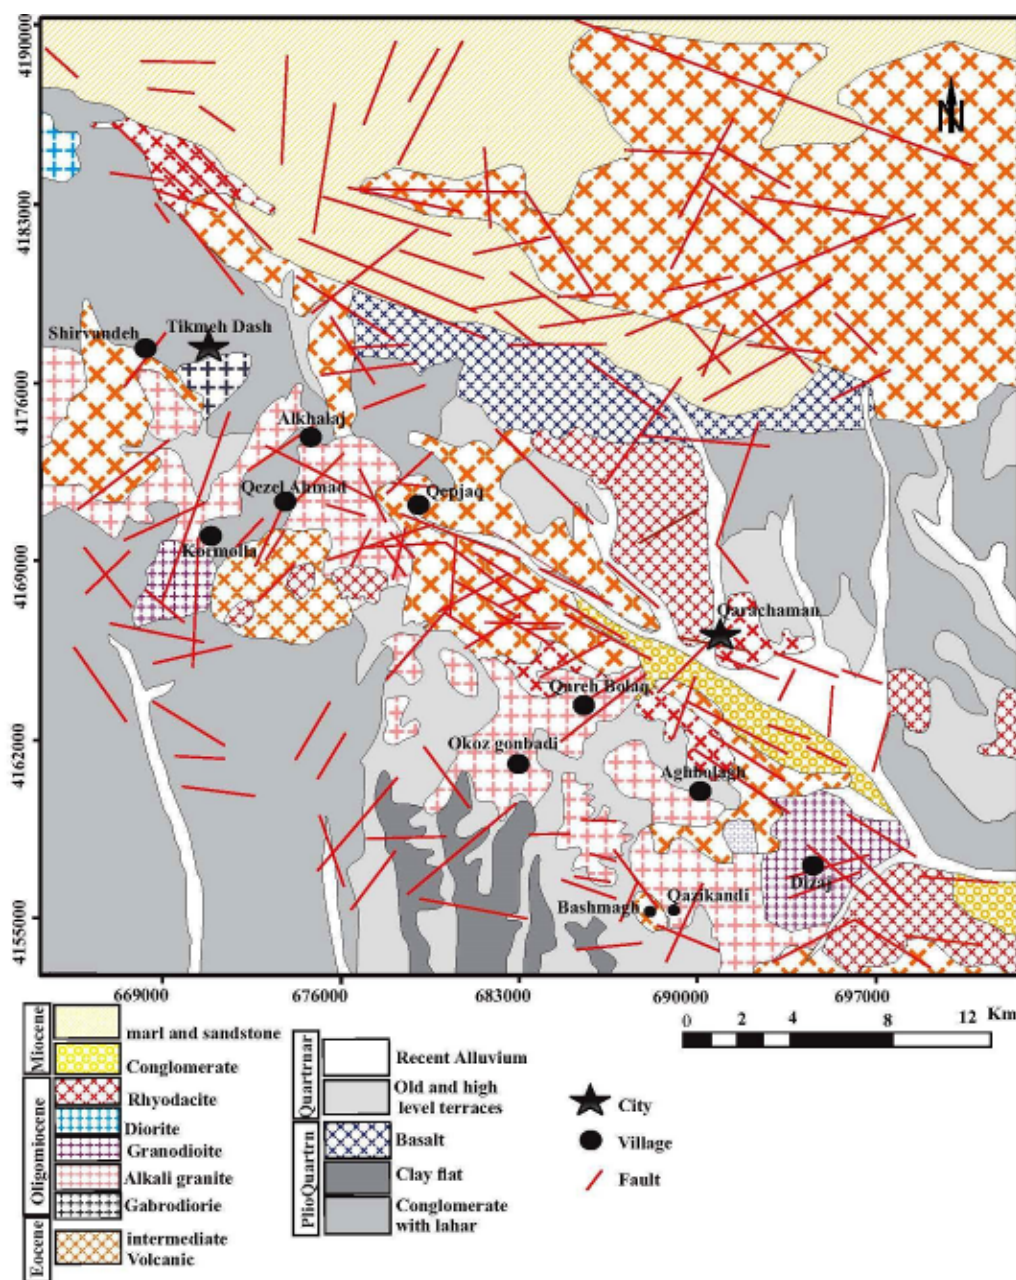 4190000
N
4183000
Shirvandeh
Tikmeh Dash
4176000
Alkhalaj
Qezel Ahmad
Qepjaq
Kormolla
4169000
Qarachaman
Qareh Bolaq
4162000
Okoz gonbadi
Aghbolagh
Dizaj
Bashmagh
Qazikandi
4155000
669000
676000
683000
690000
697000
0
2
4
8
12
Km
Miocene
marl and sandstone
Conglomerate
Oligomiocene
Rhyodacite
Diorite
Granodioite
Alkali granite
Gabrodiorie
Eocene
intermediate
Volcanic
Quartrnar
Recent Alluvium
Old and high
level terraces
PlioQuartrn
Basalt
Clay flat
Conglomerate
with lahar
City
Village
Fault